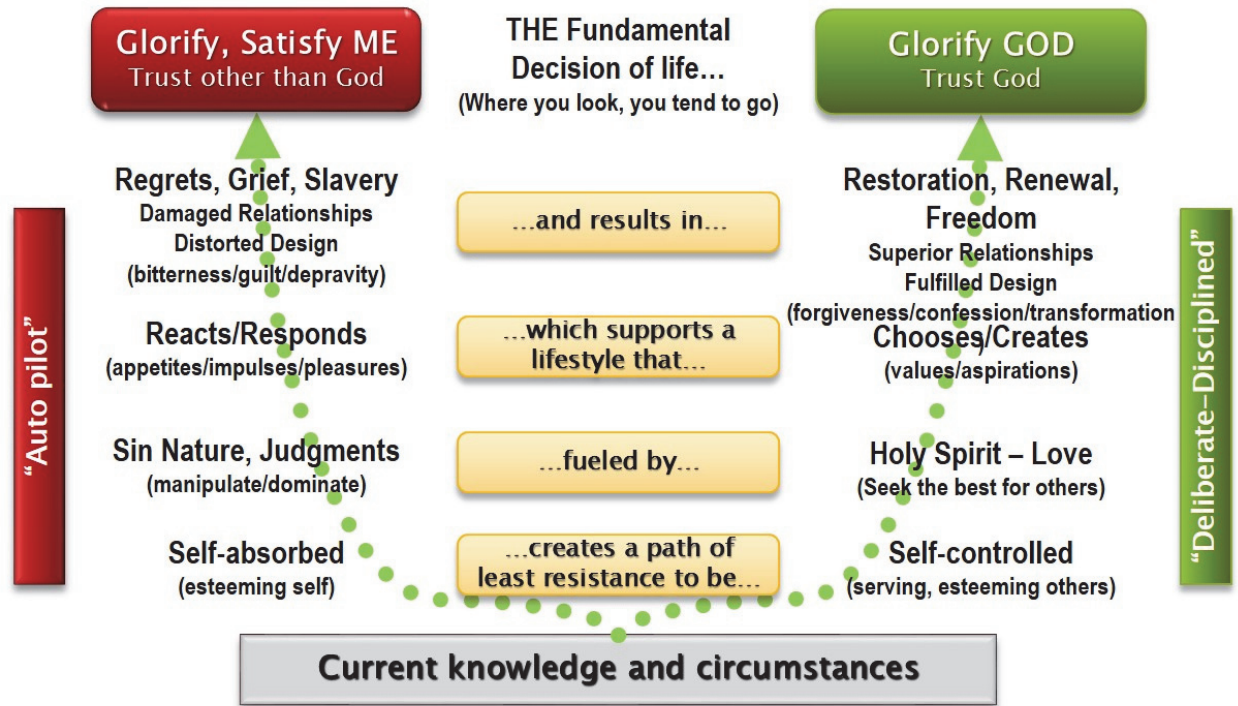 Glorify, Satisfy ME
Trust other than God
THE Fundamental
Decision of life…
(Where you look, you tend to go)
Glorify GOD
Trust God
"Auto pilot"
Regrets, Grief, Slavery
Damaged Relationships
Distorted Design
(bitterness/guilt/depravity)
…and results in…
Restoration, Renewal,
Freedom
Superior Relationships
Fulfilled Design
(forgiveness/confession/transformation
)
Reacts/Responds
(appetites/impulses/pleasures)
…which supports a
lifestyle that…
Chooses/Creates
(values/aspirations)
Sin Nature, Judgments
(manipulate/dominate)
…fueled by…
Holy Spirit – Love
(Seek the best for others)
Self-absorbed
(esteeming self)
…creates a path of
least resistance to be…
Self-controlled
(serving, esteeming others)
"Deliberate-Disciplined"
Current knowledge and circumstances